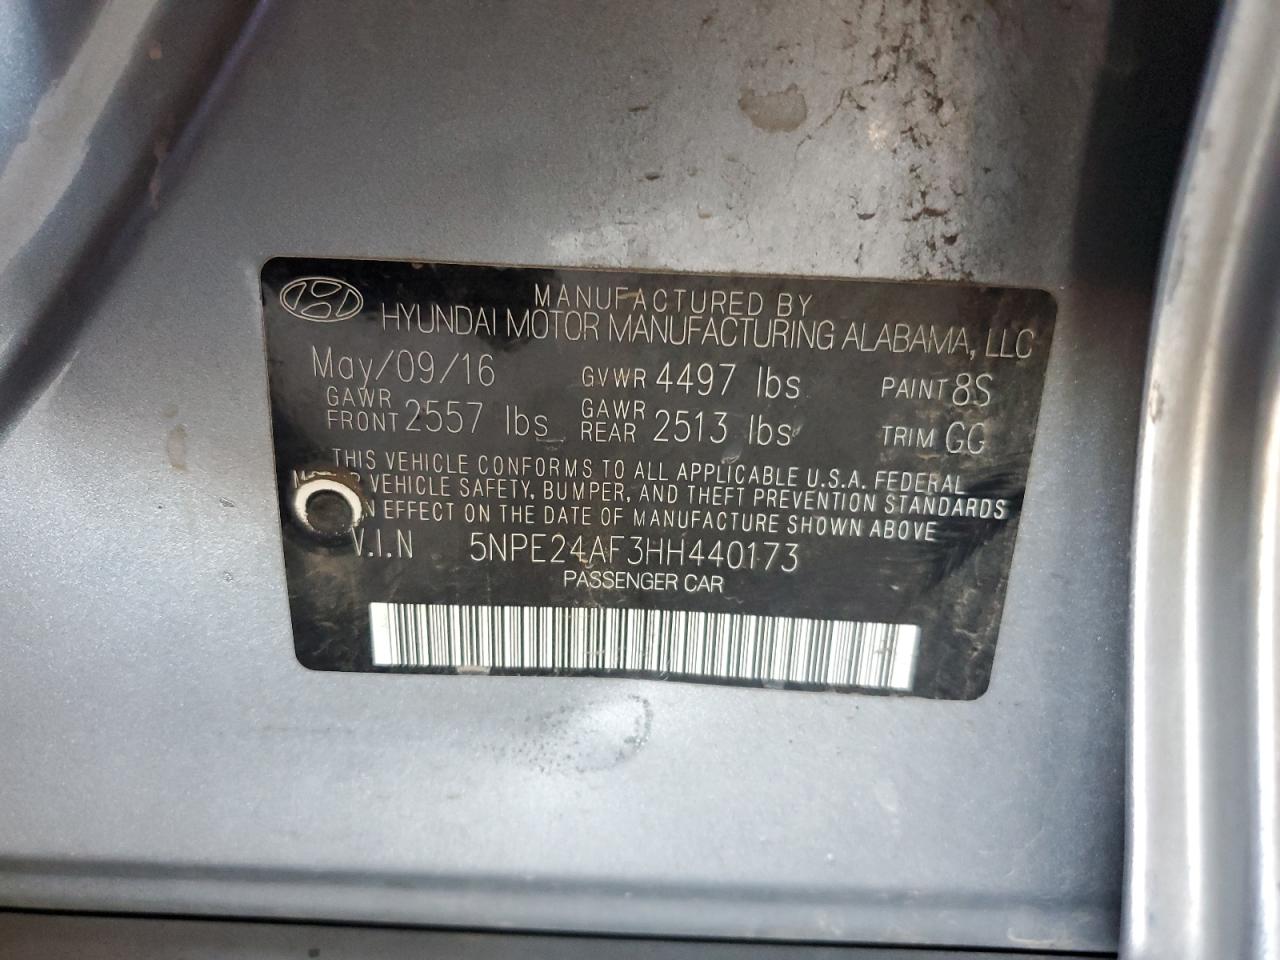 MANUFACTURED BY
HYUNDAI MOTOR MANUFACTURING ALABAMA, LLC
May/09/16 GVWR 4497 lbs PAINT 8S
GAWR FRONT 2557 lbs GAWR REAR 2513 lbs TRIM GG
THIS VEHICLE CONFORMS TO ALL APPLICABLE U.S.A. FEDERAL
VEHICLE SAFETY, BUMPER, AND THEFT PREVENTION STANDARDS
IN EFFECT ON THE DATE OF MANUFACTURE SHOWN ABOVE
V.I.N 5NPE24AF3HH440173
PASSENGER CAR